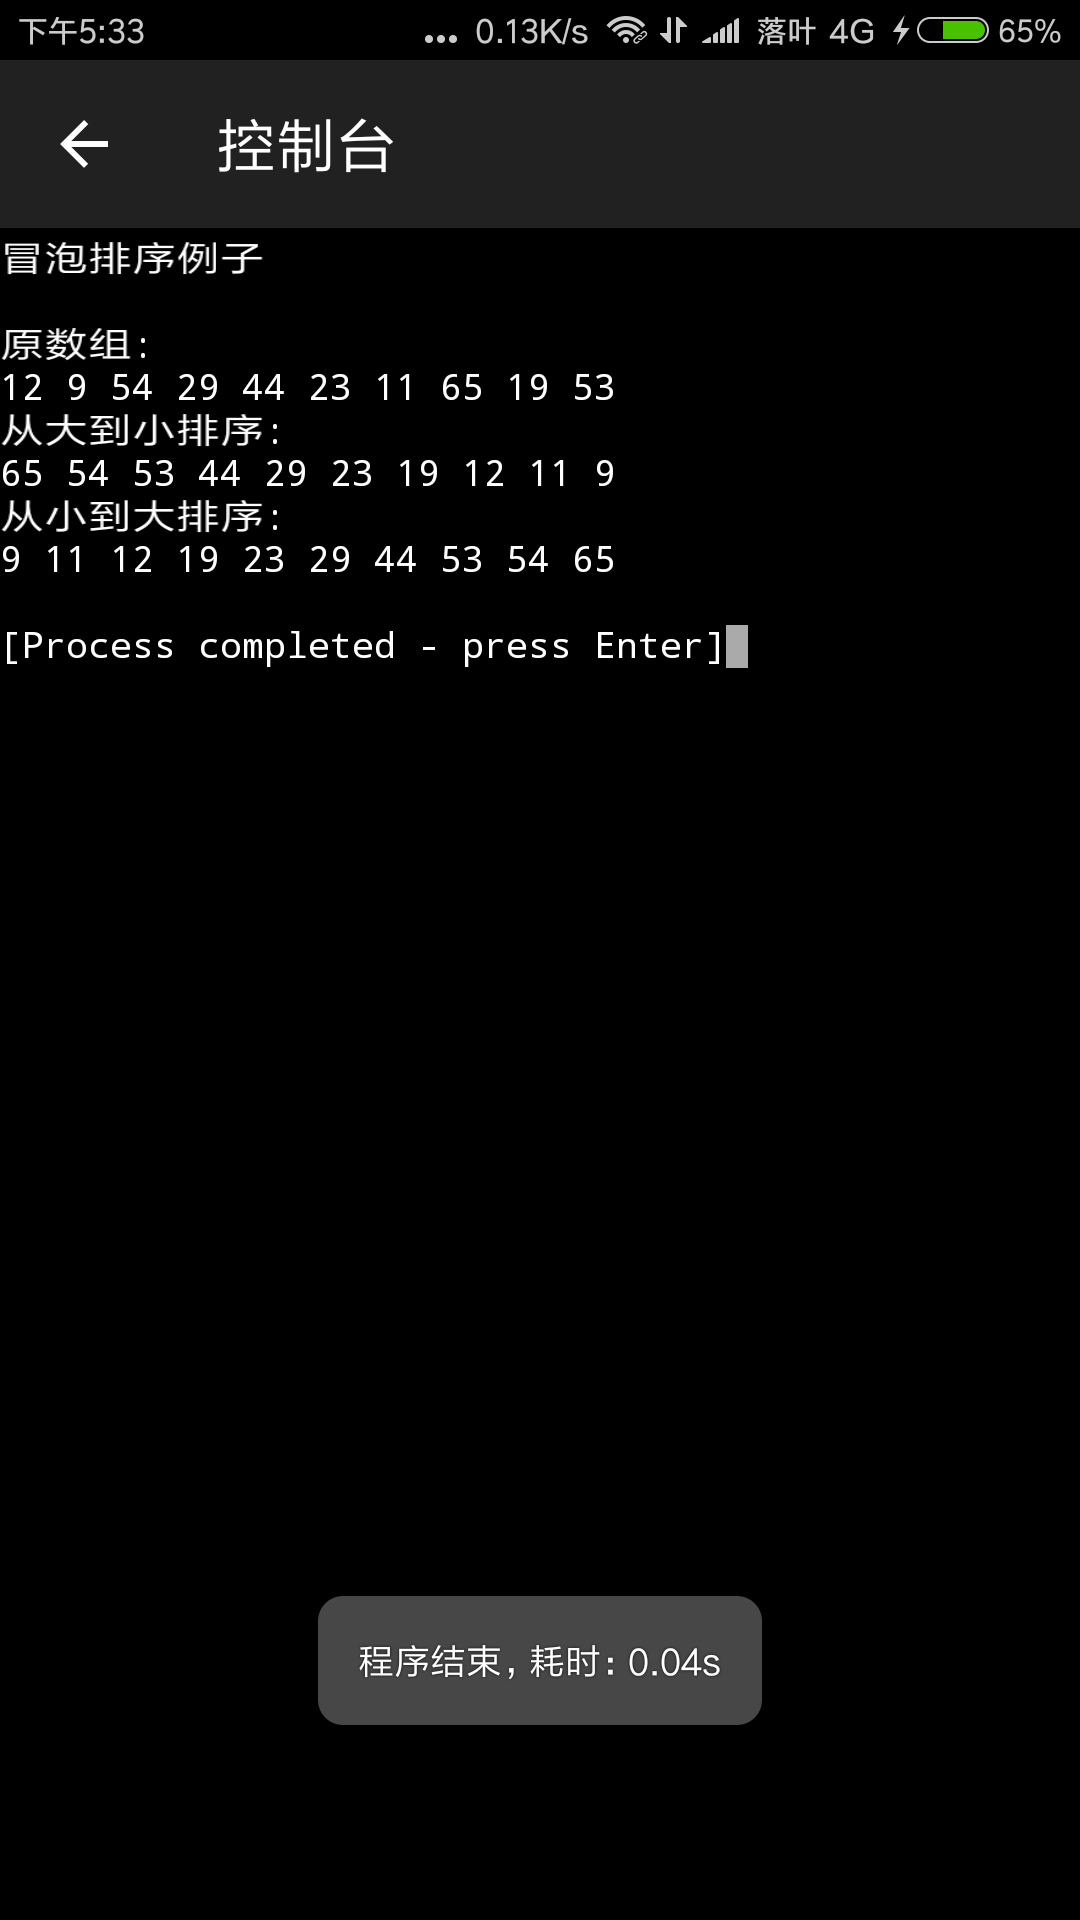 下午5:33 ... 0.13K/s 落叶 4G 65%
控制台
冒泡排序例子
原数组:
12 9 54 29 44 23 11 65 19 53
从大到小排序:
65 54 53 44 29 23 19 12 11 9
从小到大排序:
9 11 12 19 23 29 44 53 54 65
[Process completed - press Enter]
程序结束,耗时: 0.04s